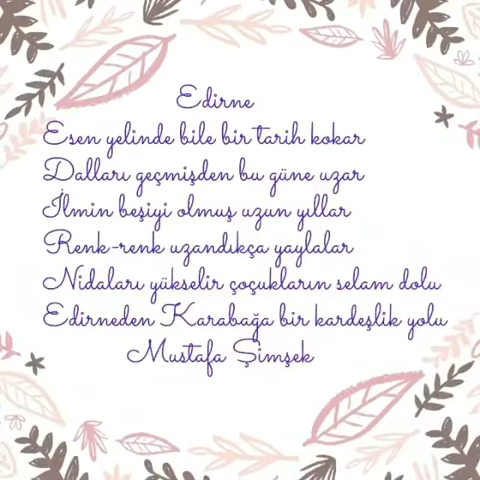 Edirne
Esen yelinde bile bir tarih kokar
Dalları geçmişden bu güne uzar
İlmin beşiyi olmuş uzun yıllar
Renk-renk uzandıkça yaylalar
Nidaları yükselir çoçukların selam dolu
Edirneden Karabağa bir kardeşlik yolu
Mustafa Şimşek